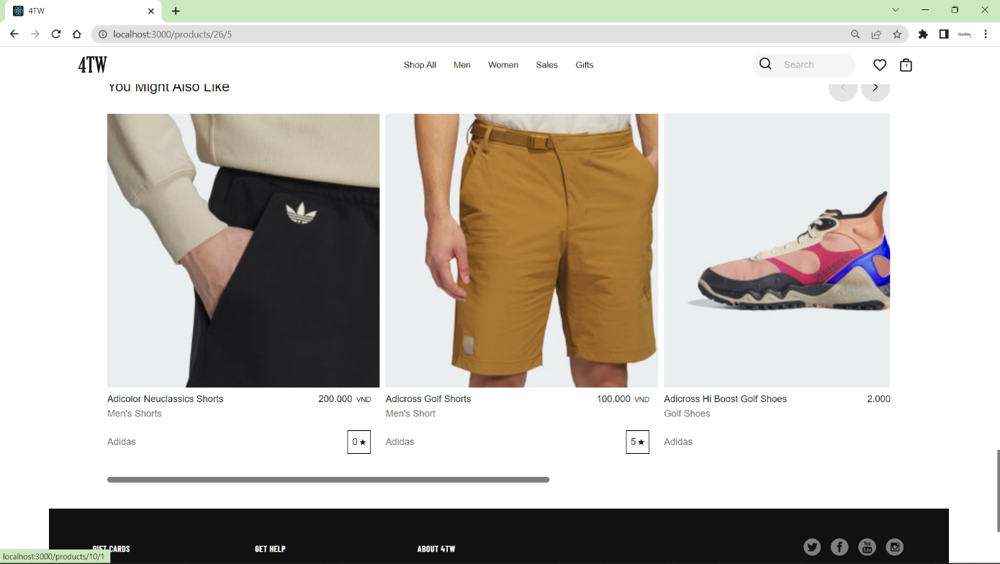 4TW
localhost:3000/products/26/5
4TW
Shop All Men Women Sales Gifts
Search
1
You Might Also Like
Adicolor Neuclassics Shorts 200.000 VND
Men's Shorts
Adidas 0 ★
Adicross Golf Shorts 100.000 VND
Men's Short
Adidas 5 ★
Adicross Hi Boost Golf Shoes 2.000
Golf Shoes
Adidas
GIFT CARDS GET HELP ABOUT 4TW
You
Tube
localhost:3000/products/10/1